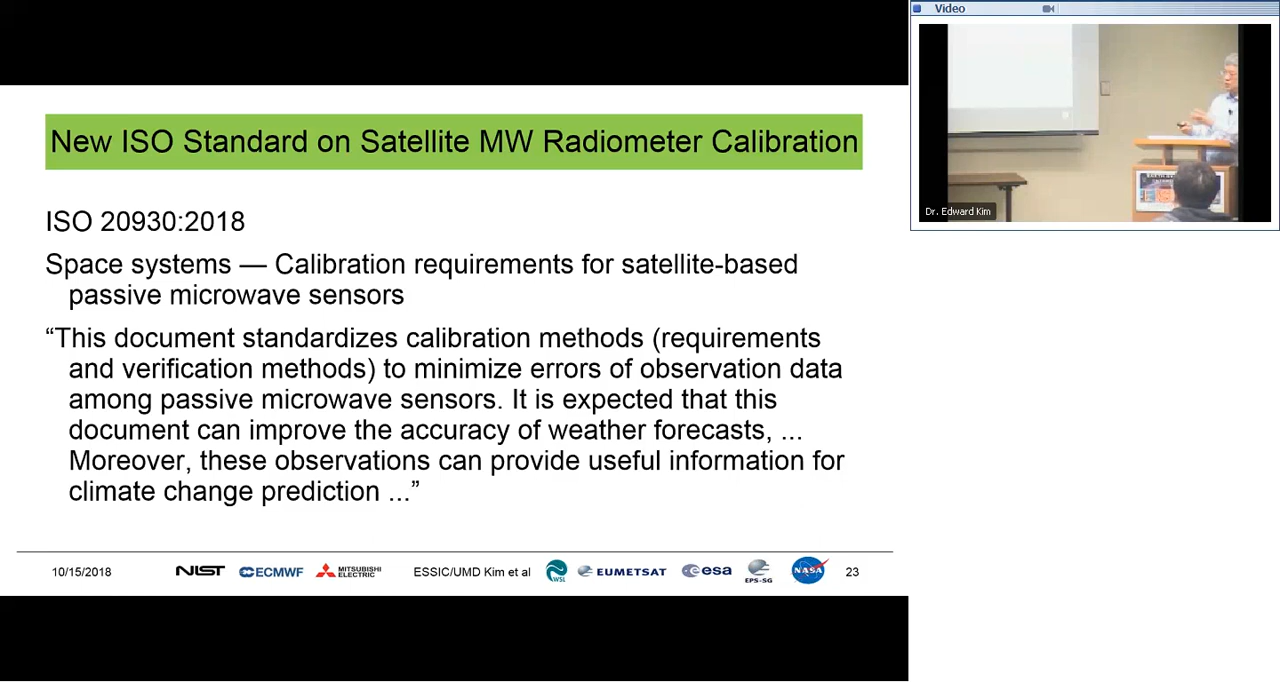 New ISO Standard on Satellite MW Radiometer Calibration
ISO 20930:2018
Space systems — Calibration requirements for satellite-based
passive microwave sensors
“This document standardizes calibration methods (requirements
and verification methods) to minimize errors of observation data
among passive microwave sensors. It is expected that this
document can improve the accuracy of weather forecasts, ...
Moreover, these observations can provide useful information for
climate change prediction ...”
10/15/2018 NIST ECMWF MITSUBISHI ELECTRIC ESSIC/UMD Kim et al WSL EUMETSAT esa EPS-SG NASA 23
Video
Dr. Edward Kim